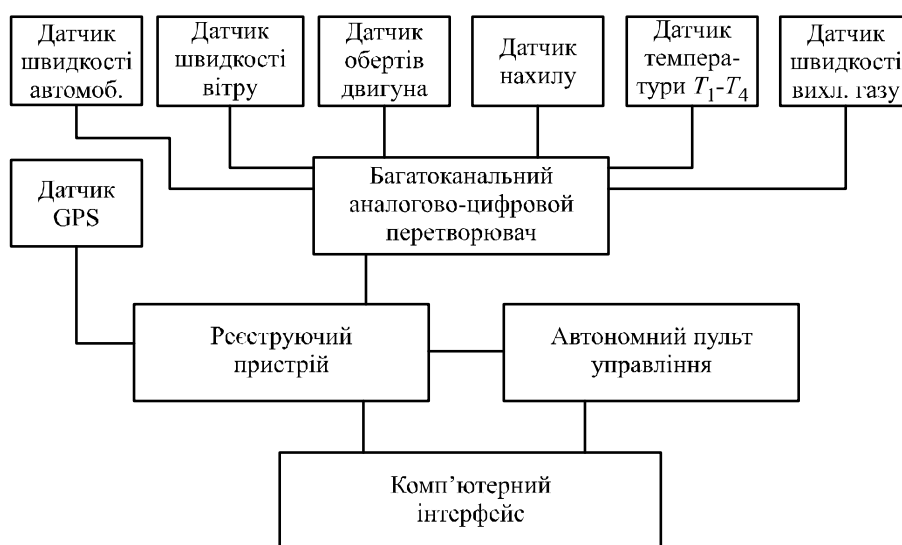 Датчик
швидкості
автомоб.
Датчик
швидкості
вітру
Датчик
обертів
двигуна
Датчик
нахилу
Датчик
темпера-
тури T1-T4
Датчик
швидкості
вихл. газу
Датчик
GPS
Багатоканальний
аналогово-цифровой
перетворювач
Реєструючий
пристрій
Автономний пульт
управління
Комп’ютерний
інтерфейс